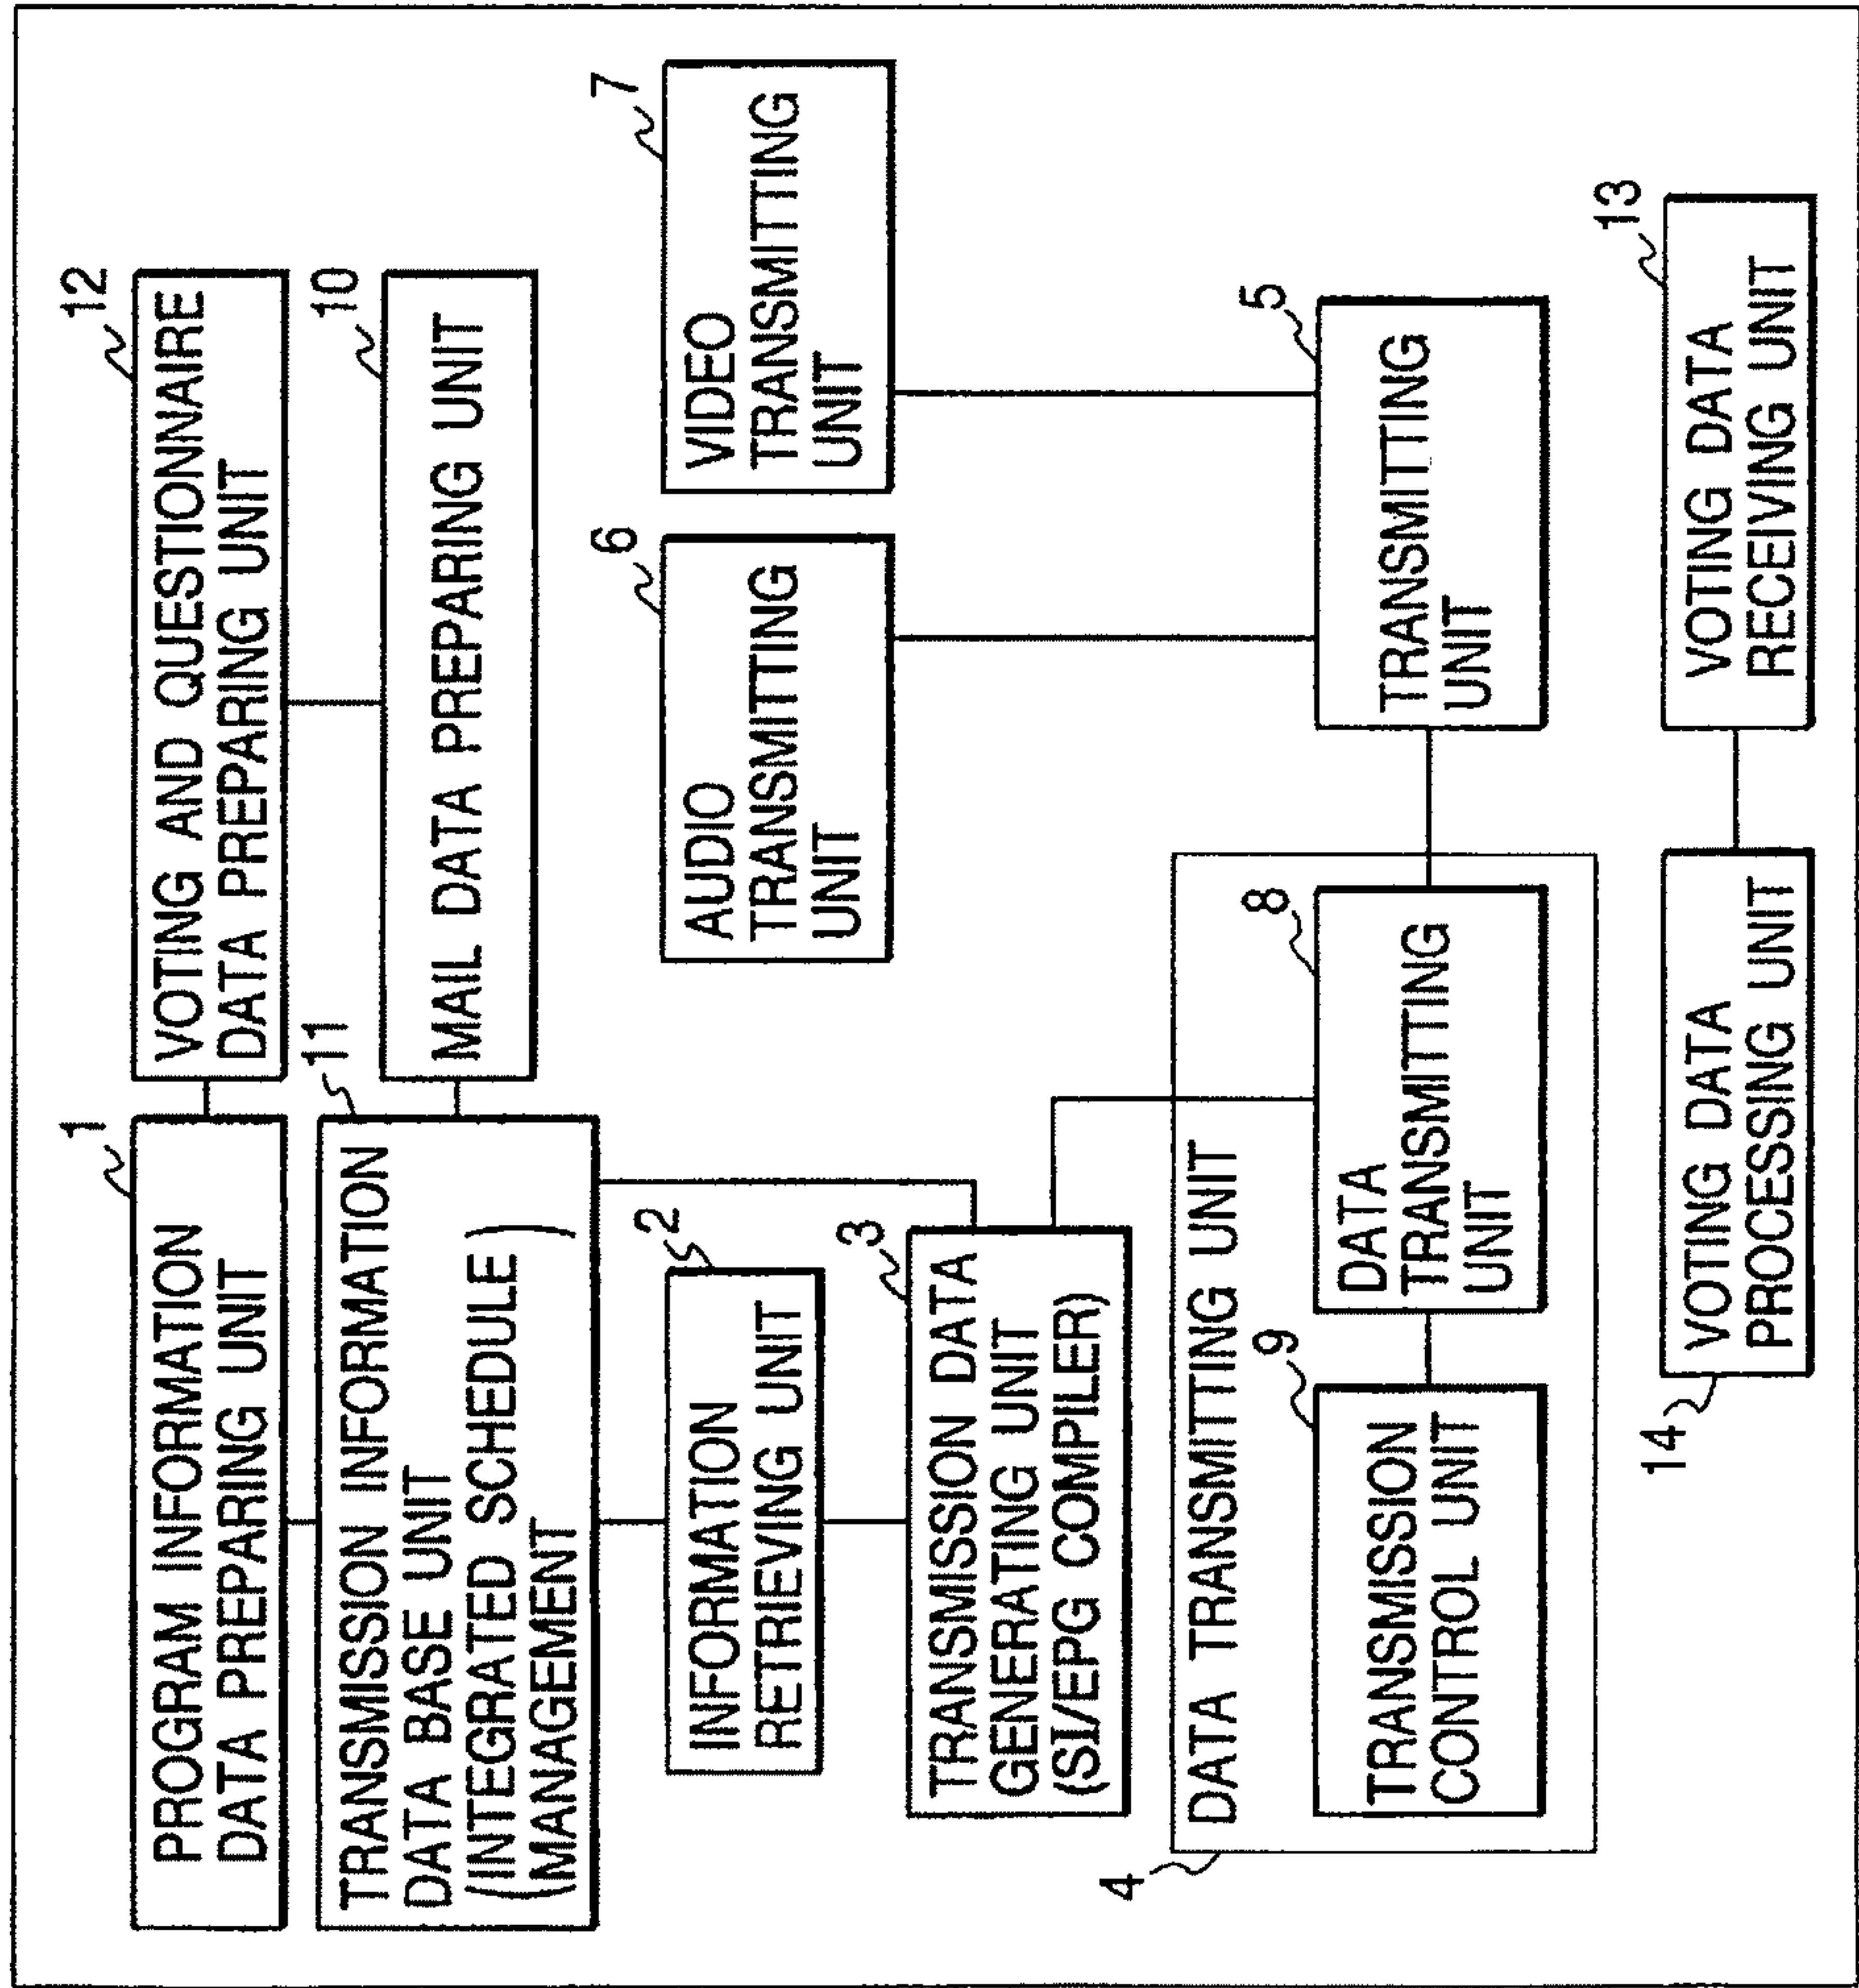 1
PROGRAM INFORMATION
DATA PREPARING UNIT
12
VOTING AND QUESTIONNAIRE
DATA PREPARING UNIT
11
TRANSMISSION INFORMATION
DATA BASE UNIT
(INTEGRATED SCHEDULE
MANAGEMENT)
10
MAIL DATA PREPARING UNIT
2
INFORMATION
RETRIEVING UNIT
6
AUDIO
TRANSMITTING
UNIT
7
VIDEO
TRANSMITTING
UNIT
3
TRANSMISSION DATA
GENERATING UNIT
(SI/EPG COMPILER)
4
DATA TRANSMITTING UNIT
9
TRANSMISSION
CONTROL UNIT
8
DATA
TRANSMITTING
UNIT
5
TRANSMITTING
UNIT
14
VOTING DATA
PROCESSING UNIT
13
VOTING DATA
RECEIVING UNIT